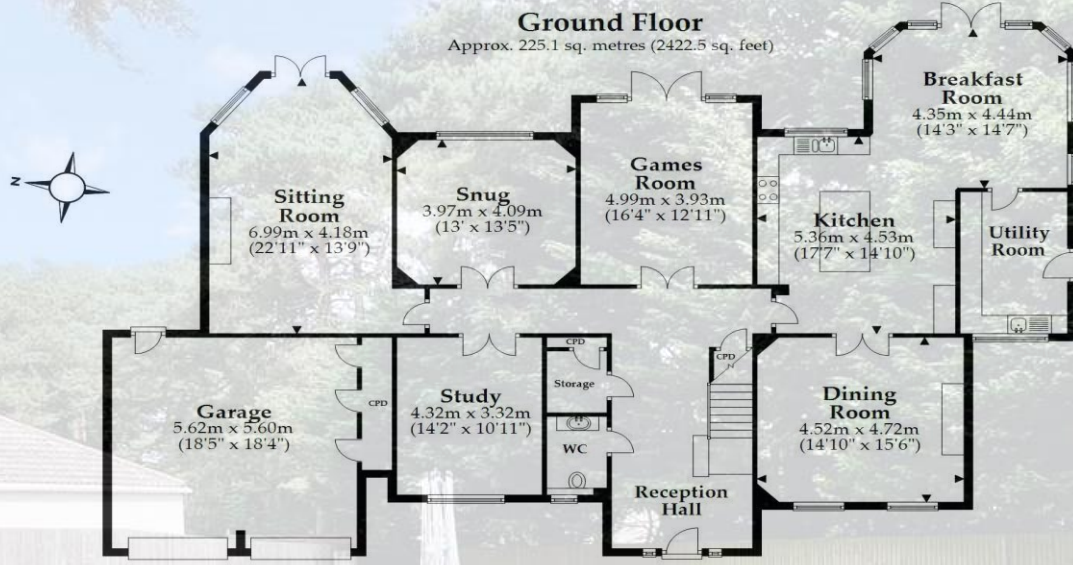 Ground Floor
Approx. 225.1 sq. metres (2422.5 sq. feet)
Breakfast
Room
4.35m x 4.44m
(14'3" x 14'7")
Sitting
Room
6.99m x 4.18m
(22'11" x 13'9")
Snug
3.97m x 4.09m
(13' x 13'5")
Games
Room
4.99m x 3.93m
(16'4" x 12'11")
Kitchen
5.36m x 4.53m
(17'7" x 14'10")
Utility
Room
N
Garage
5.62m x 5.60m
(18'5" x 18'4")
CPD
Study
4.32m x 3.32m
(14'2" x 10'11")
CPD
Storage
WC
CPD
Reception
Hall
Dining
Room
4.52m x 4.72m
(14'10" x 15'6")